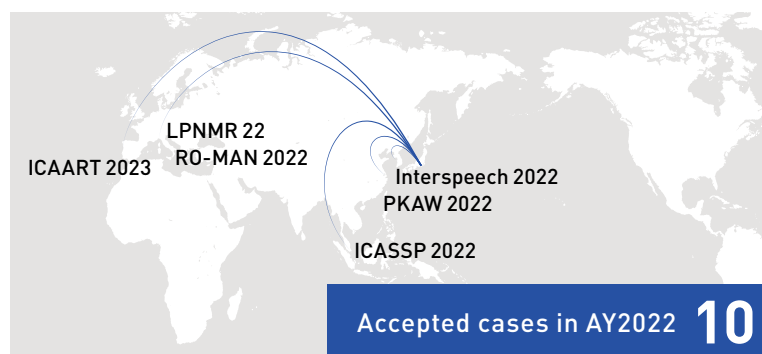 LPNMR 22
RO-MAN 2022
ICAART 2023
Interspeech 2022
PKAW 2022
ICASSP 2022
Accepted cases in AY2022 10